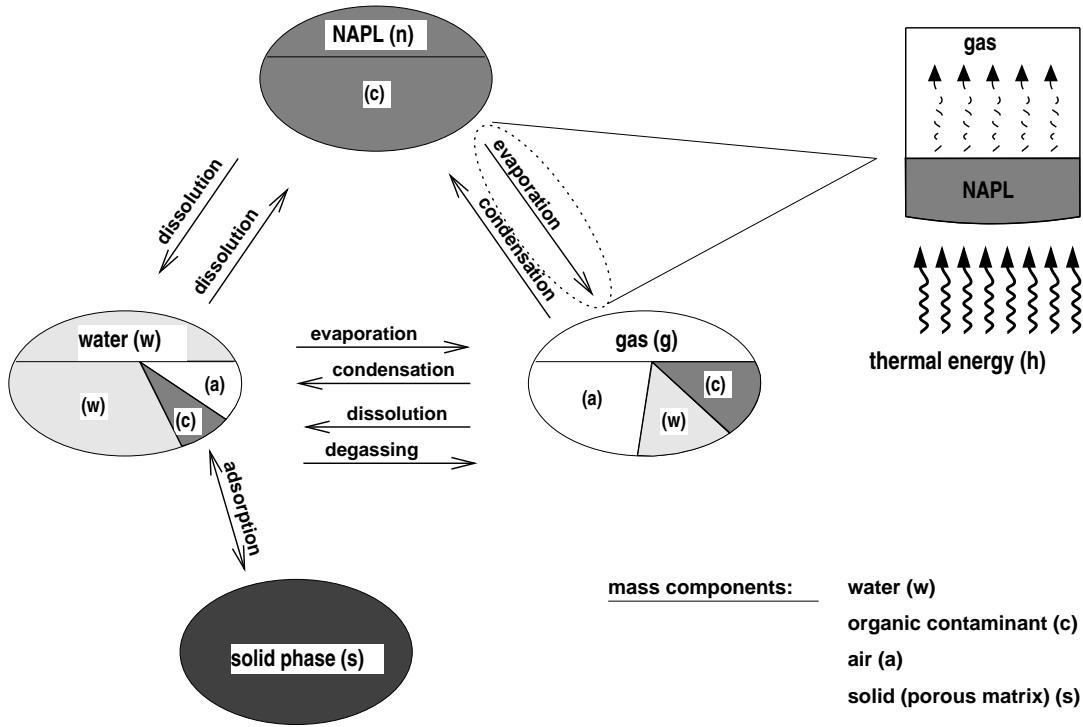 NAPL (n)
(c)
gas
NAPL
thermal energy (h)
dissolution
dissolution
evaporation
condensation
water (w)
(w)
(c)
(a)
evaporation
condensation
dissolution
degassing
gas (g)
(a)
(w)
(c)
adsorption
solid phase (s)
mass components: water (w)
organic contaminant (c)
air (a)
solid (porous matrix) (s)